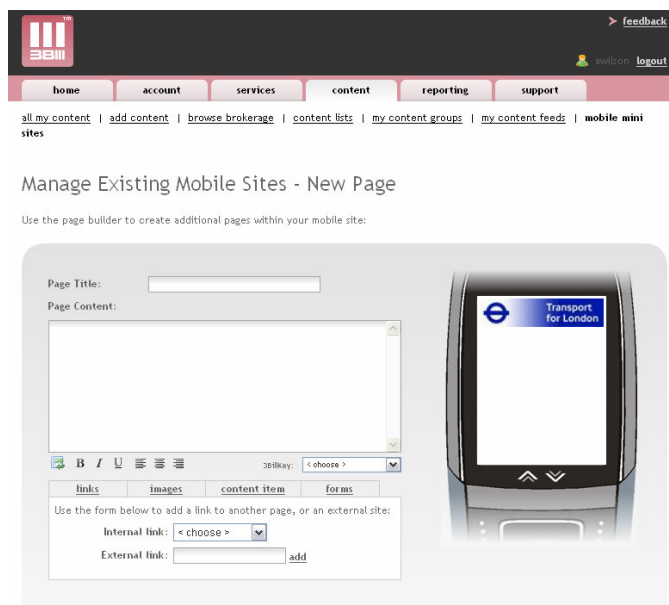 ™
3Bill
feedback
awilson logout
home account services content reporting support
all my content | add content | browse brokerage | content lists | my content groups | my content feeds | mobile mini
sites
Manage Existing Mobile Sites - New Page
Use the page builder to create additional pages within your mobile site:
Page Title:
Page Content:
Transport
for London
B I U 3BillKey: < choose >
links images content item forms
Use the form below to add a link to another page, or an external site:
Internal link: < choose >
External link: add